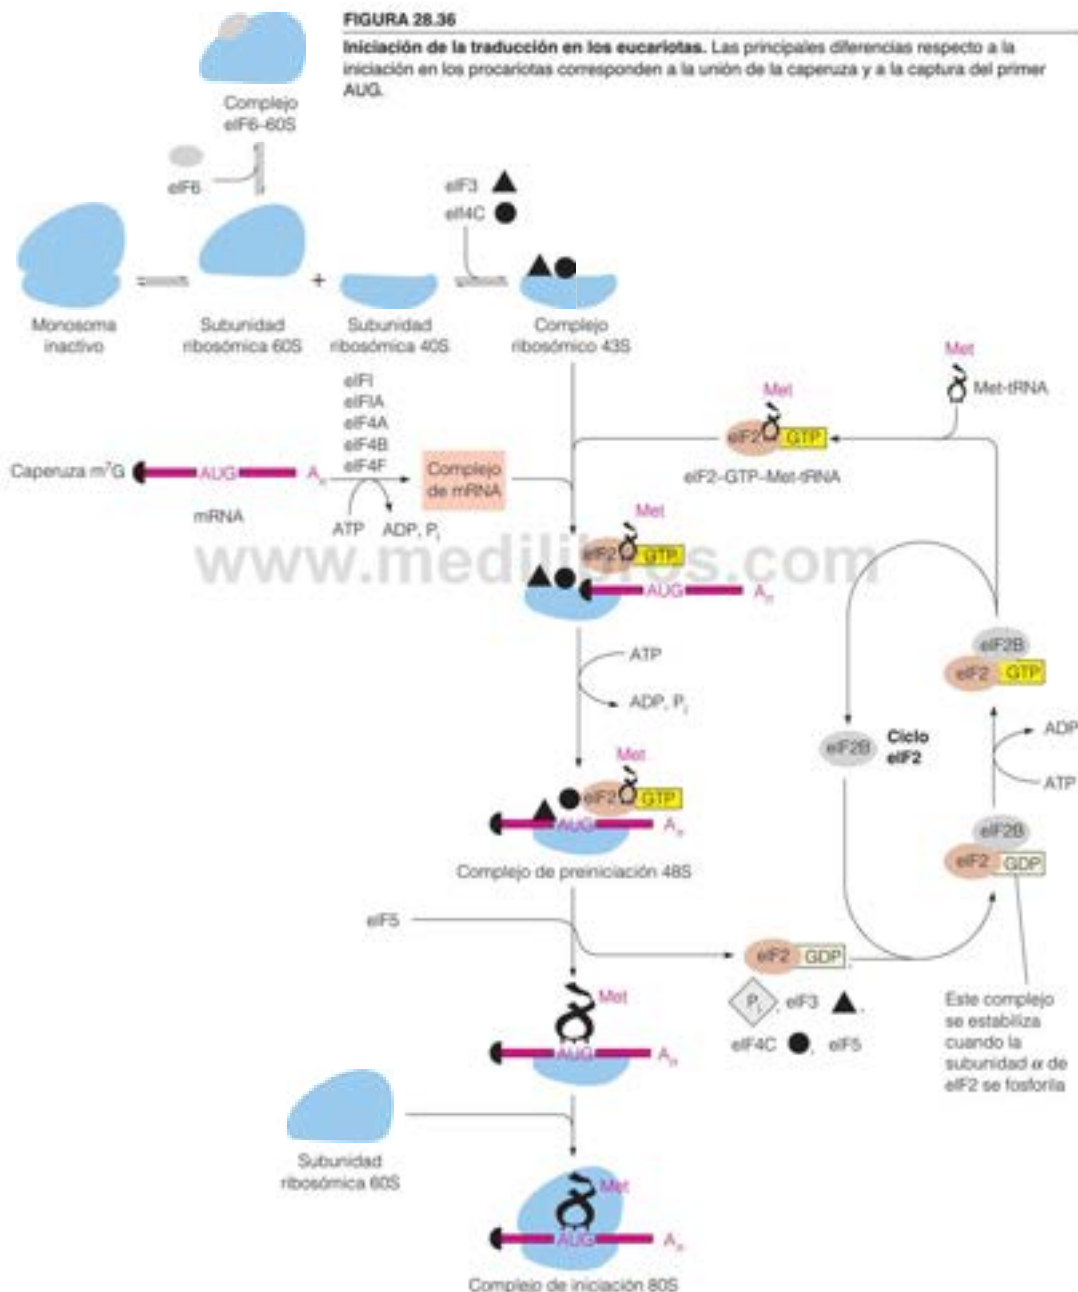 FIGURA 28.36
Iniciación de la traducción en los eucariotas. Las principales diferencias respecto a la
iniciación en los procariotas corresponden a la unión de la caperuza y a la captura del primer
AUG.
Complejo
eIF6–60S
eIF6
eIF3
eIf4C
Monosoma
inactivo
+
Subunidad
ribosómica 60S
Subunidad
ribosómica 40S
Complejo
ribosómico 43S
Met
Met-tRNA
Met
eIF2 GTP
eIF2–GTP–Met-tRNA
eIFI
eIFIA
eIF4A
eIF4B
eIF4F
Caperuza m⁷G
AUG
Aₙ
mRNA
ATP
ADP, Pᵢ
Complejo
de mRNA
www.medilibros.com
Met
eIF2 GTP
AUG
Aₙ
ATP
ADP, Pᵢ
eIF2B
eIF2 GTP
eIF2B
Ciclo
eIF2
ADP
ATP
Met
eIF2 GTP
AUG
Aₙ
Complejo de preiniciación 48S
eIF2B
eIF2 GDP
eIF5
eIF2 GDP,
Pᵢ, eIF3 ,
eIF4C , eIF5
Este complejo
se estabiliza
cuando la
subunidad α de
eIF2 se fosforila
Met
AUG
Aₙ
Subunidad
ribosómica 60S
Met
AUG
Aₙ
Complejo de iniciación 80S